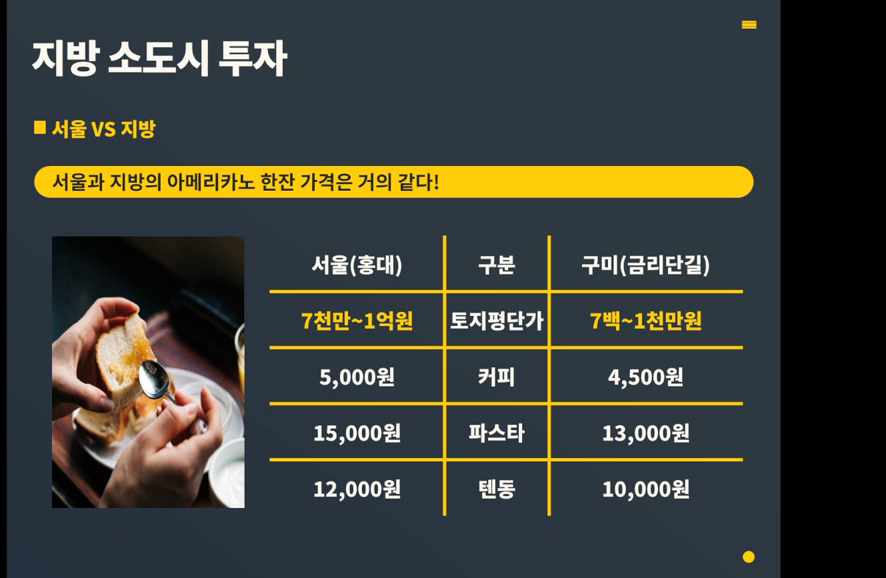 지방 소도시 투자
서울 VS 지방
서울과 지방의 아메리카노 한잔 가격은 거의 같다!
서울(홍대) 구분 구미(금리단길)
7천만~1억원 토지평단가 7백~1천만원
5,000원 커피 4,500원
15,000원 파스타 13,000원
12,000원 텐동 10,000원